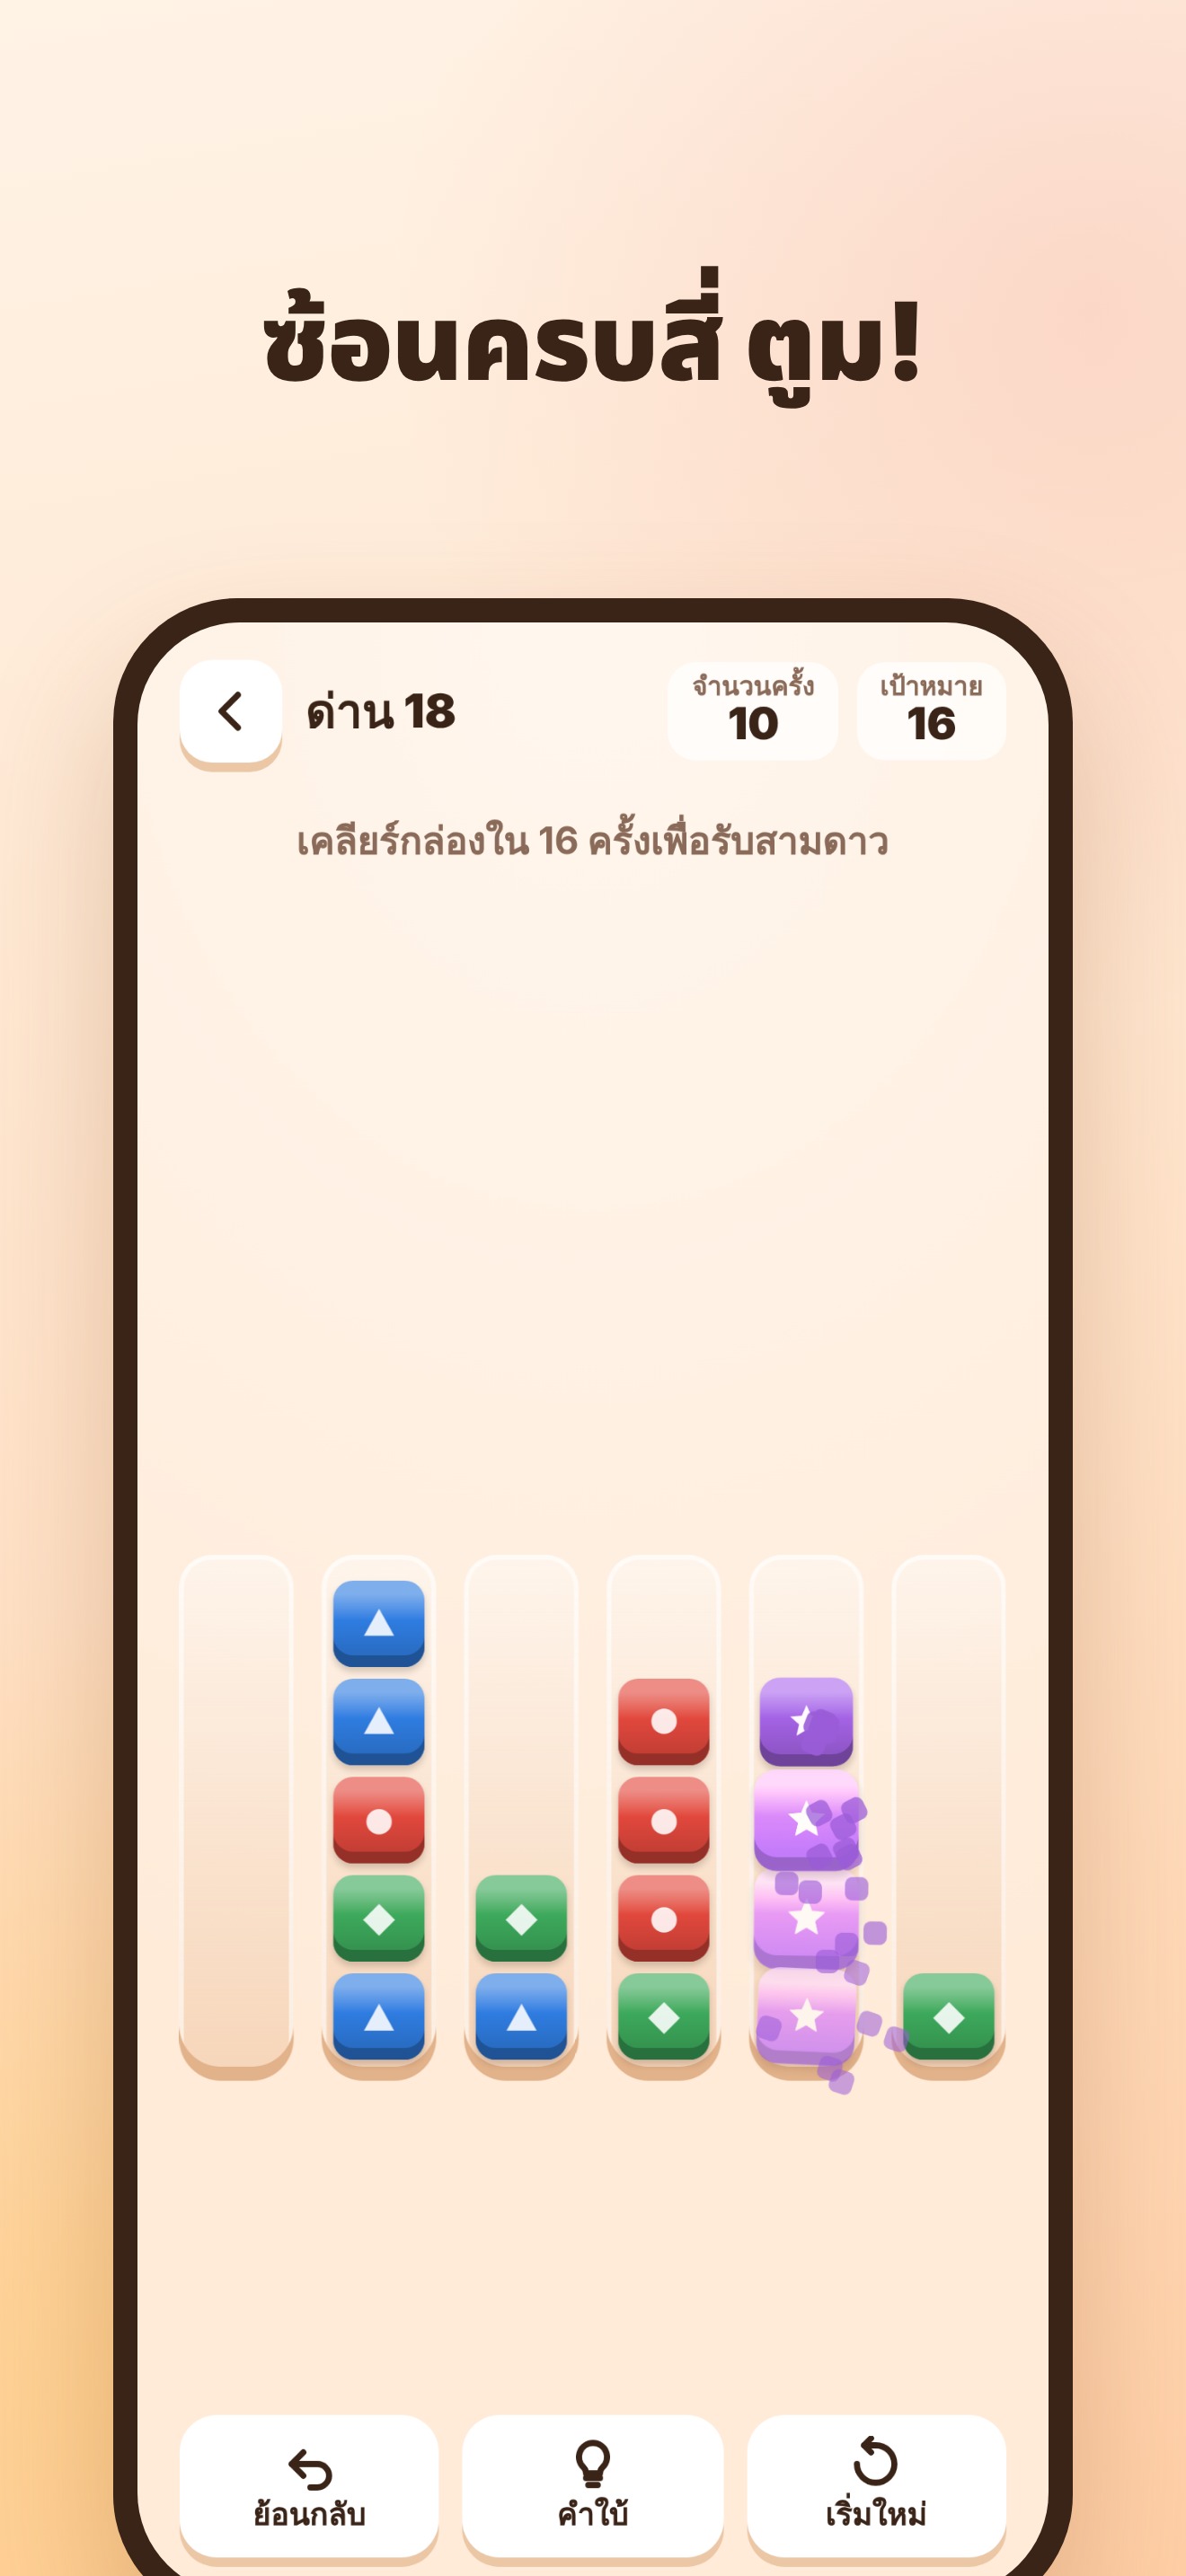 ซ้อนครบสี่ ตูม!
ด่าน 18
จำนวนครั้ง
10
เป้าหมาย
16
เคลียร์กล่องใน 16 ครั้งเพื่อรับสามดาว
ย้อนกลับ
คำใบ้
เริ่มใหม่